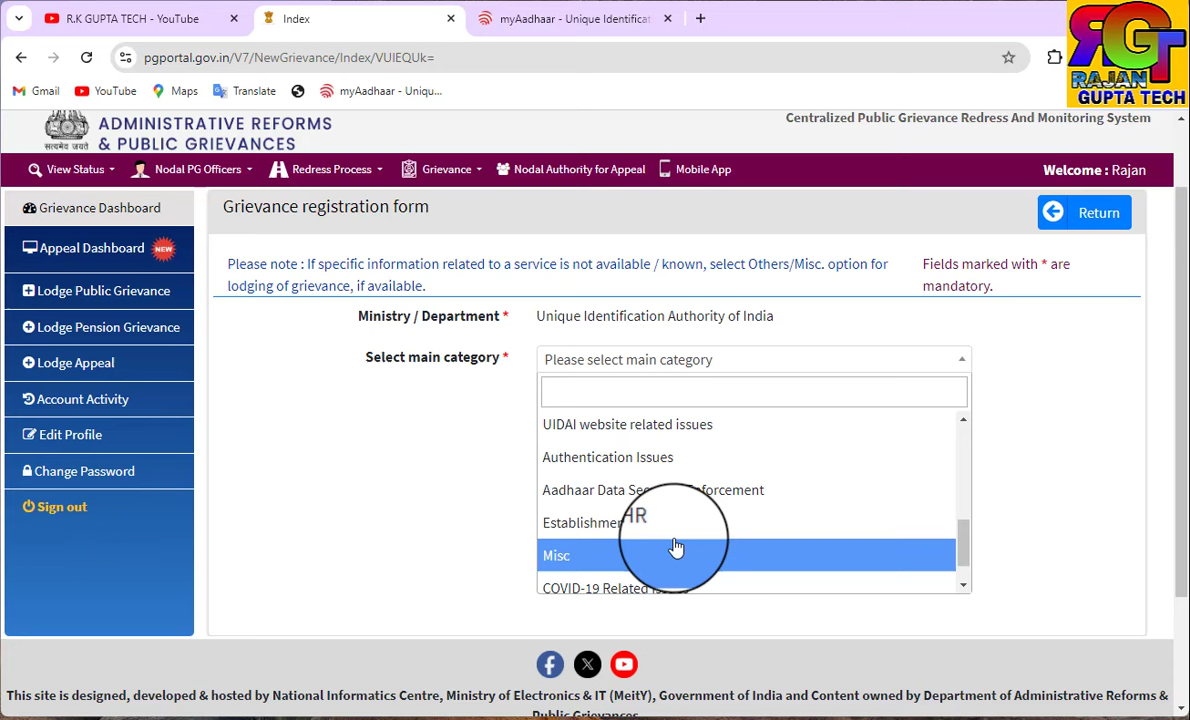 R.K GUPTA TECH - YouTube
Index
myAadhaar - Unique Identificat
RGT
RAJAN
GUPTA TECH
pgportal.gov.in/V7/NewGrievance/Index/VUlEQUk=
Gmail
YouTube
Maps
Translate
myAadhaar - Uniqu...
ADMINISTRATIVE REFORMS
& PUBLIC GRIEVANCES
सत्यमेव जयते
Centralized Public Grievance Redress And Monitoring System
View Status
Nodal PG Officers
Redress Process
Grievance
Nodal Authority for Appeal
Mobile App
Welcome : Rajan
Grievance Dashboard
Appeal Dashboard NEW
Lodge Public Grievance
Lodge Pension Grievance
Lodge Appeal
Account Activity
Edit Profile
Change Password
Sign out
Grievance registration form
Return
Please note : If specific information related to a service is not available / known, select Others/Misc. option for
lodging of grievance, if available.
Fields marked with * are
mandatory.
Ministry / Department *
Unique Identification Authority of India
Select main category *
Please select main category
UIDAI website related issues
Authentication Issues
Aadhaar Data
HR
Misc
COVID-19 Related
This site is designed, developed & hosted by National Informatics Centre, Ministry of Electronics & IT (MeitY), Government of India and Content owned by Department of Administrative Reforms &
Public Grievances